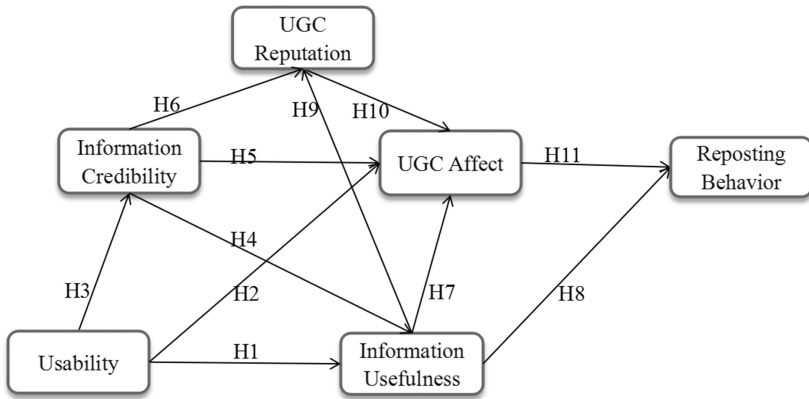 UGC
Reputation
H6
H9
H10
Information
Credibility
H5
UGC Affect
H11
Reposting
Behavior
H4
H3
H2
H7
H8
Usability
H1
Information
Usefulness